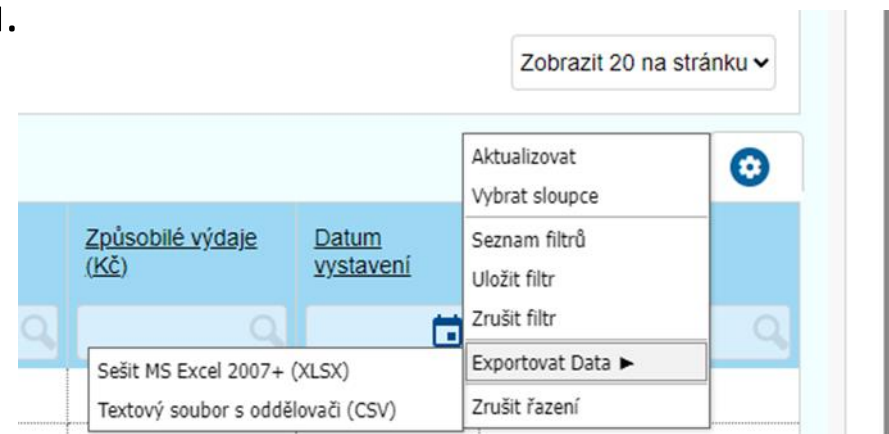 1.
Zobrazit 20 na stránku
Aktualizovat
Vybrat sloupce
Způsobilé výdaje
(Kč)
Datum
vystavení
Seznam filtrů
Uložit filtr
Zrušit filtr
Exportovat Data ►
Sešit MS Excel 2007+ (XLSX)
Textový soubor s oddělovači (CSV)
Zrušit řazení